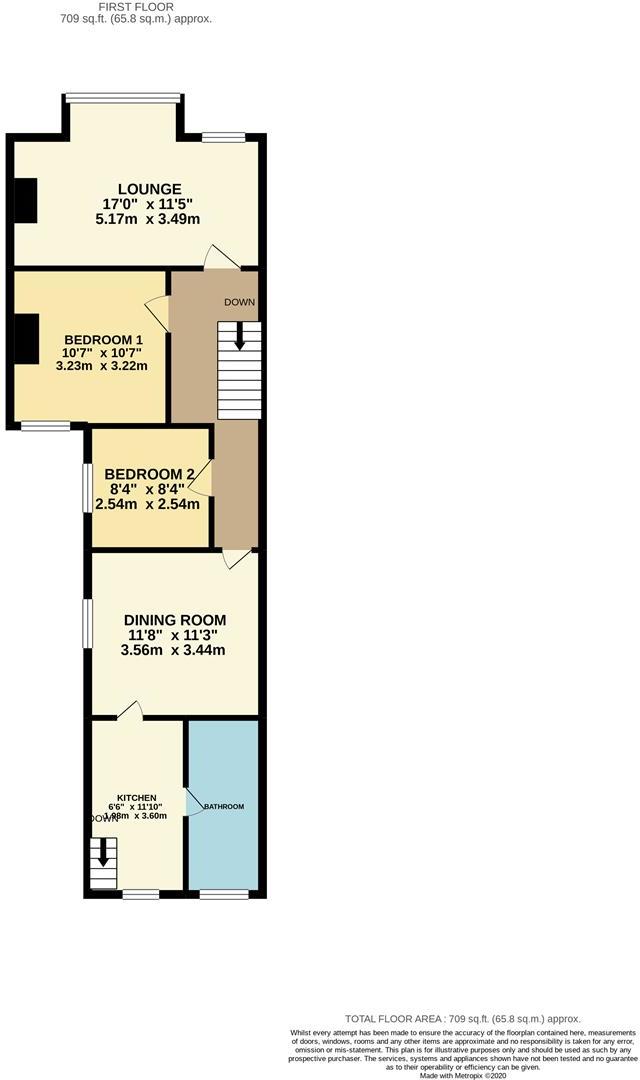 FIRST FLOOR
709 sq.ft. (65.8 sq.m.) approx.
LOUNGE
17'0" x 11'5"
5.17m x 3.49m
DOWN
BEDROOM 1
10'7" x 10'7"
3.23m x 3.22m
BEDROOM 2
8'4" x 8'4"
2.54m x 2.54m
DINING ROOM
11'8" x 11'3"
3.56m x 3.44m
KITCHEN
6'6" x 11'10"
1.98m x 3.60m
DOWN
BATHROOM
TOTAL FLOOR AREA : 709 sq.ft. (65.8 sq.m.) approx.
Whilst every attempt has been made to ensure the accuracy of the floorplan contained here, measurements
of doors, windows, rooms and any other items are approximate and no responsibility is taken for any error,
omission or mis-statement. This plan is for illustrative purposes only and should be used as such by any
prospective purchaser. The services, systems and appliances shown have not been tested and no guarantee
as to their operability or efficiency can be given.
Made with Metropix ©2020